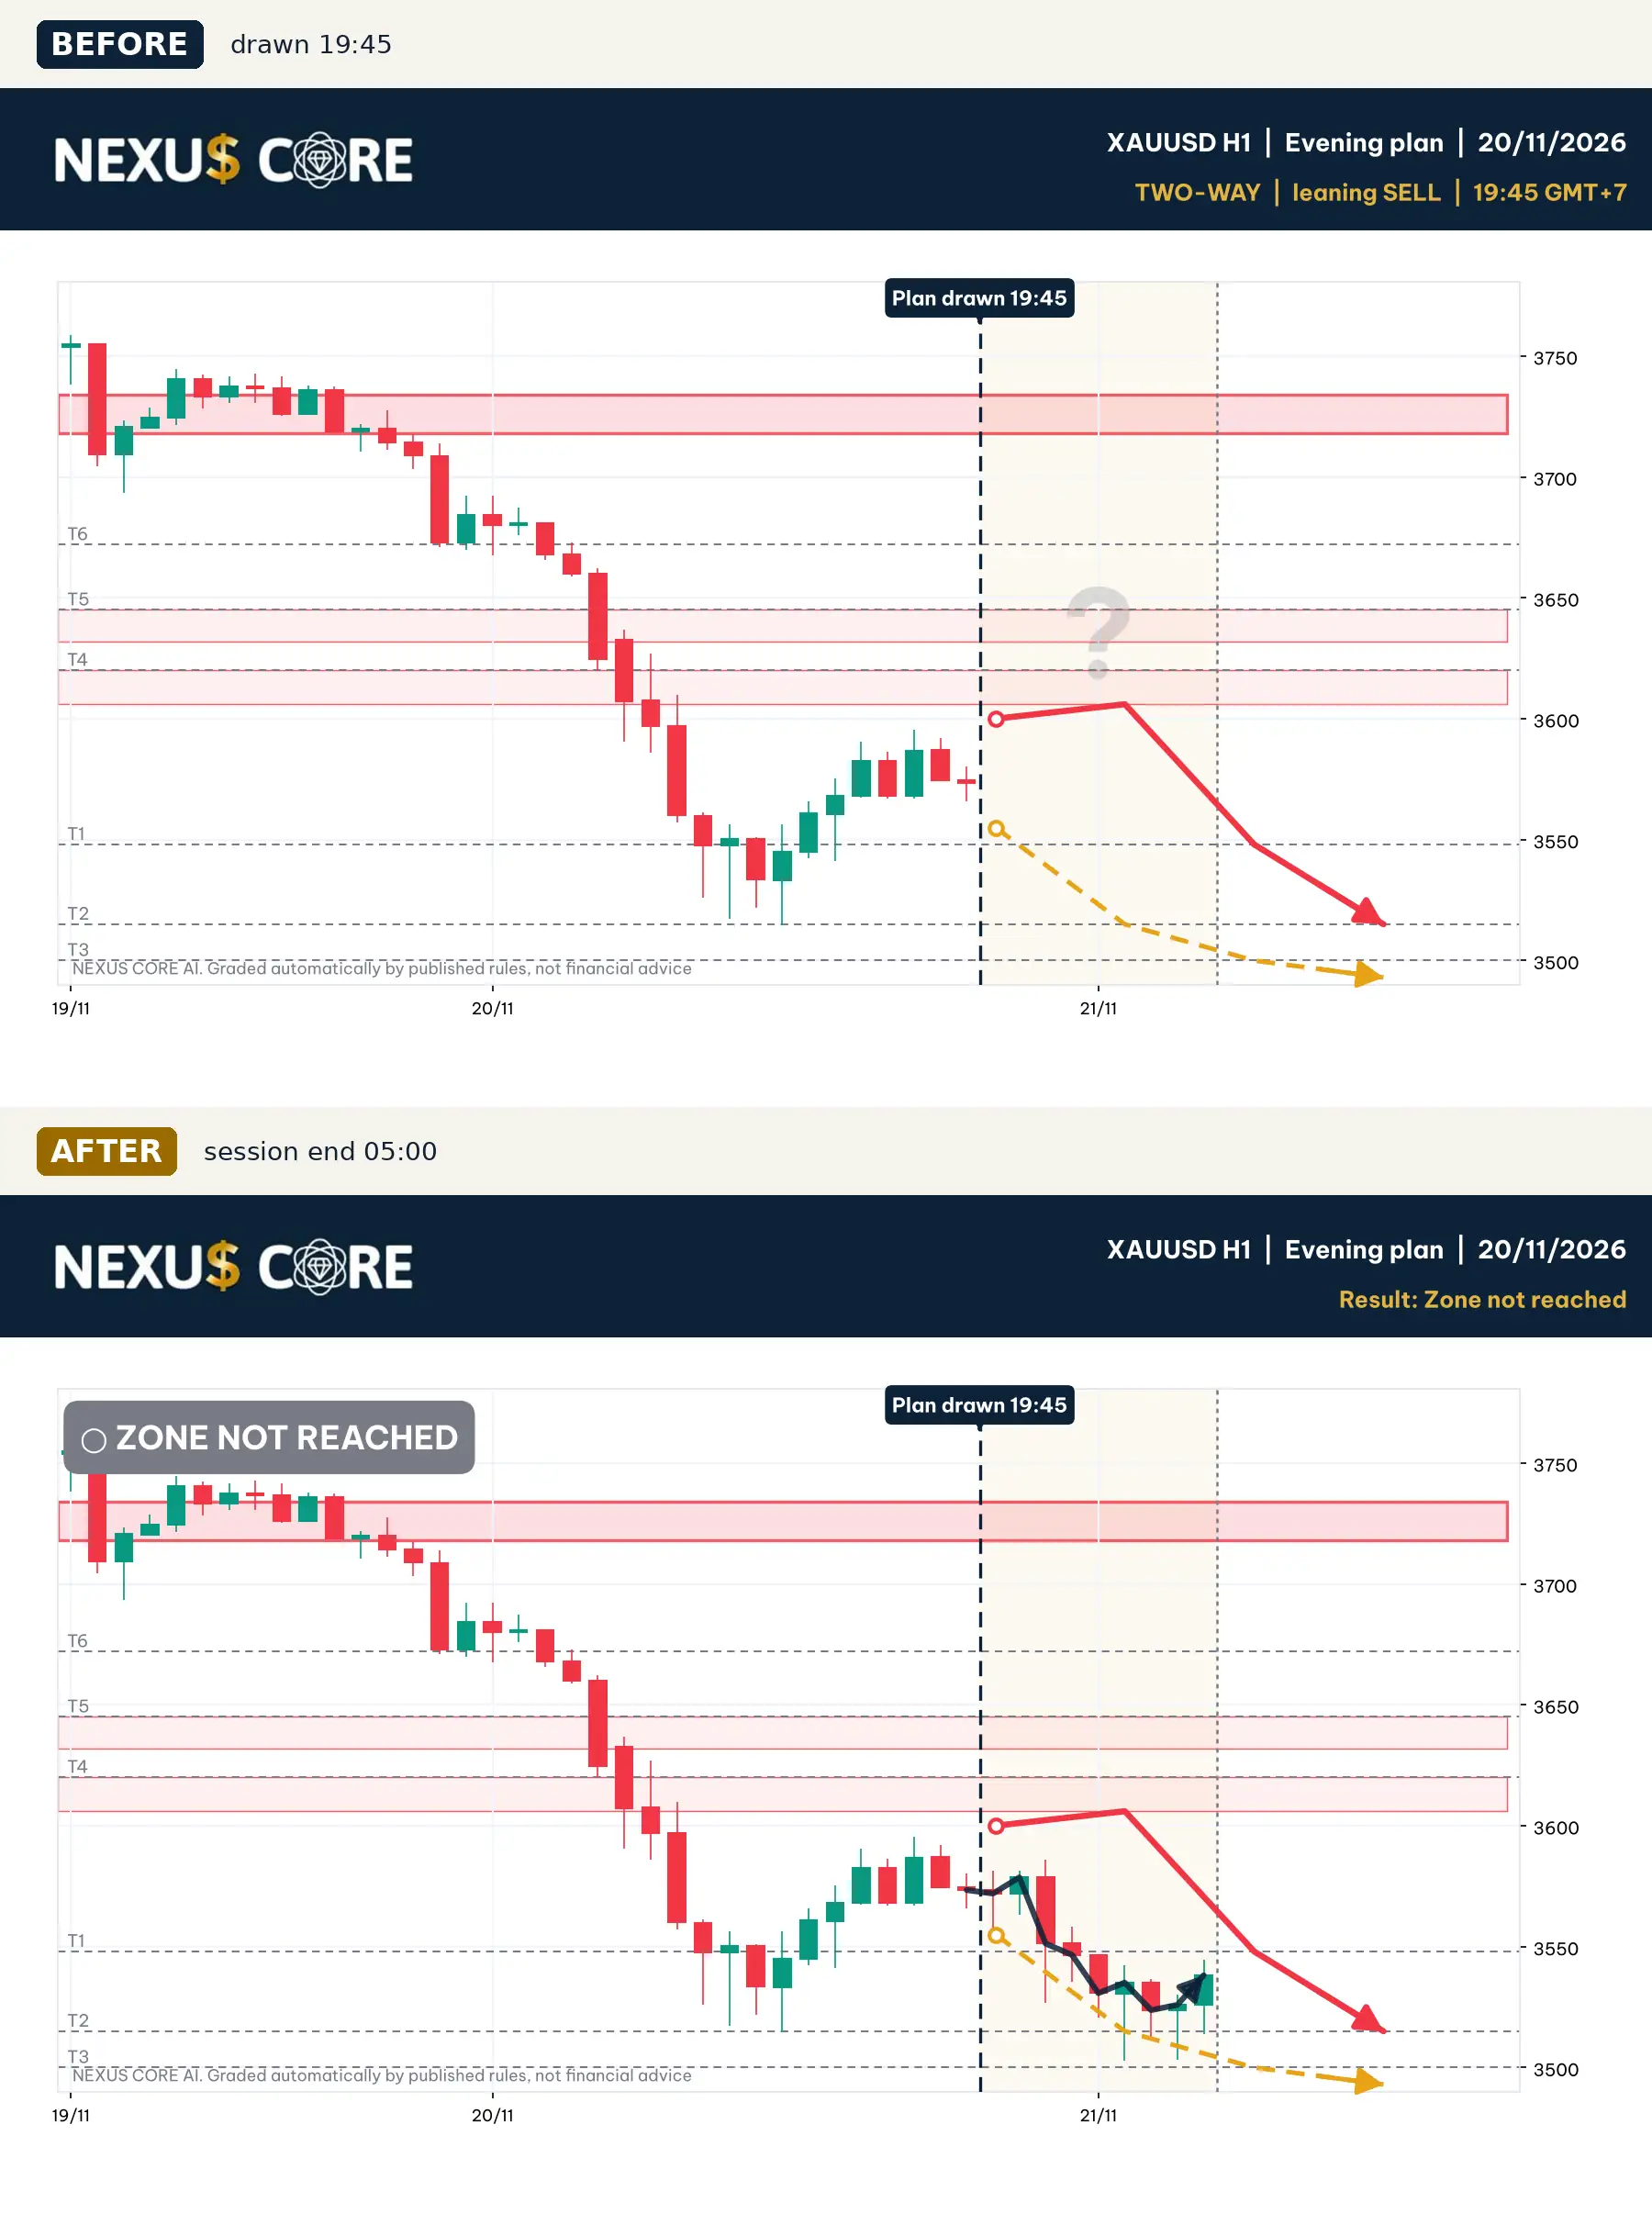 BEFORE drawn 19:45
NEXU$ CORE
XAUUSD H1 | Evening plan | 20/11/2026
TWO-WAY | leaning SELL | 19:45 GMT+7
Plan drawn 19:45
3750
3700
T6
T5
3650
?
T4
3600
T1
3550
T2
T3
3500
NEXUS CORE AI. Graded automatically by published rules, not financial advice
19/11 20/11 21/11
AFTER session end 05:00
NEXU$ CORE
XAUUSD H1 | Evening plan | 20/11/2026
Result: Zone not reached
Plan drawn 19:45
○ ZONE NOT REACHED
3750
3700
T6
T5
3650
T4
3600
T1
3550
T2
T3
3500
NEXUS CORE AI. Graded automatically by published rules, not financial advice
19/11 20/11 21/11